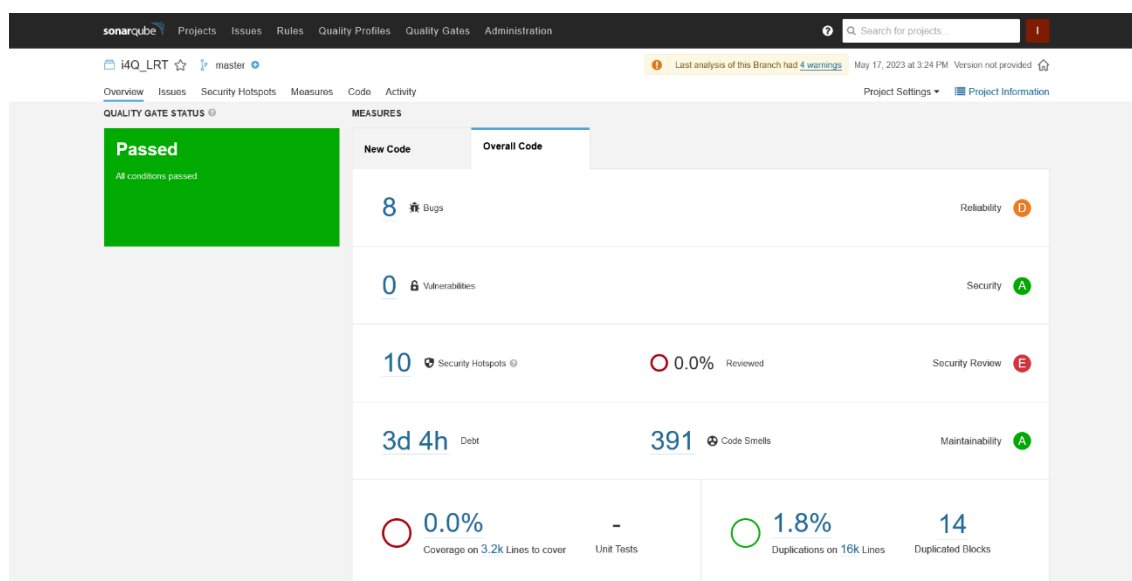 sonarqube Projects Issues Rules Quality Profiles Quality Gates Administration ? Search for projects... I
i4Q_LRT master Last analysis of this Branch had 4 warnings May 17, 2023 at 3:24 PM Version not provided
Overview Issues Security Hotspots Measures Code Activity Project Settings Project Information
QUALITY GATE STATUS ? MEASURES
Passed
All conditions passed.
New Code Overall Code
8 Bugs Reliability D
0 Vulnerabilities Security A
10 Security Hotspots ? 0.0% Reviewed Security Review E
3d 4h Debt 391 Code Smells Maintainability A
0.0% - 1.8% 14
Coverage on 3.2k Lines to cover Unit Tests Duplications on 16k Lines Duplicated Blocks